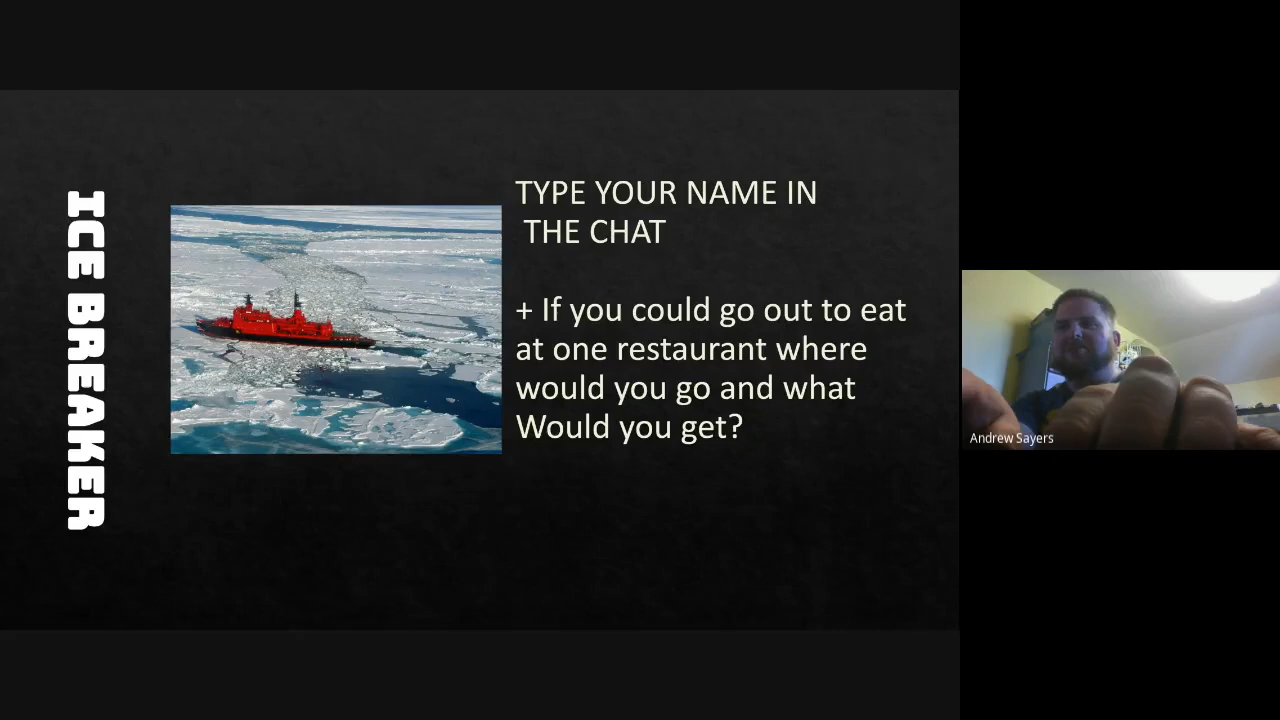 ICE BREAKER
TYPE YOUR NAME IN
THE CHAT
+ If you could go out to eat
at one restaurant where
would you go and what
Would you get?
Andrew Sayers